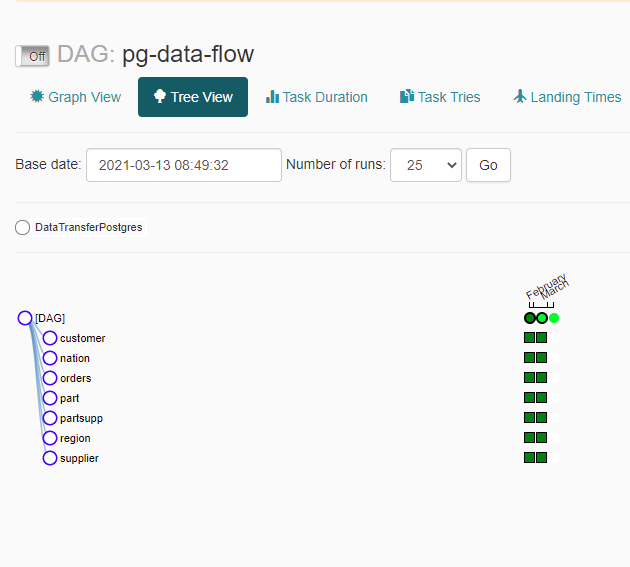 Off DAG: pg-data-flow
Graph View Tree View Task Duration Task Tries Landing Times
Base date: 2021-03-13 08:49:32 Number of runs: 25 Go
DataTransferPostgres
February
March
[DAG]
customer
nation
orders
part
partsupp
region
supplier